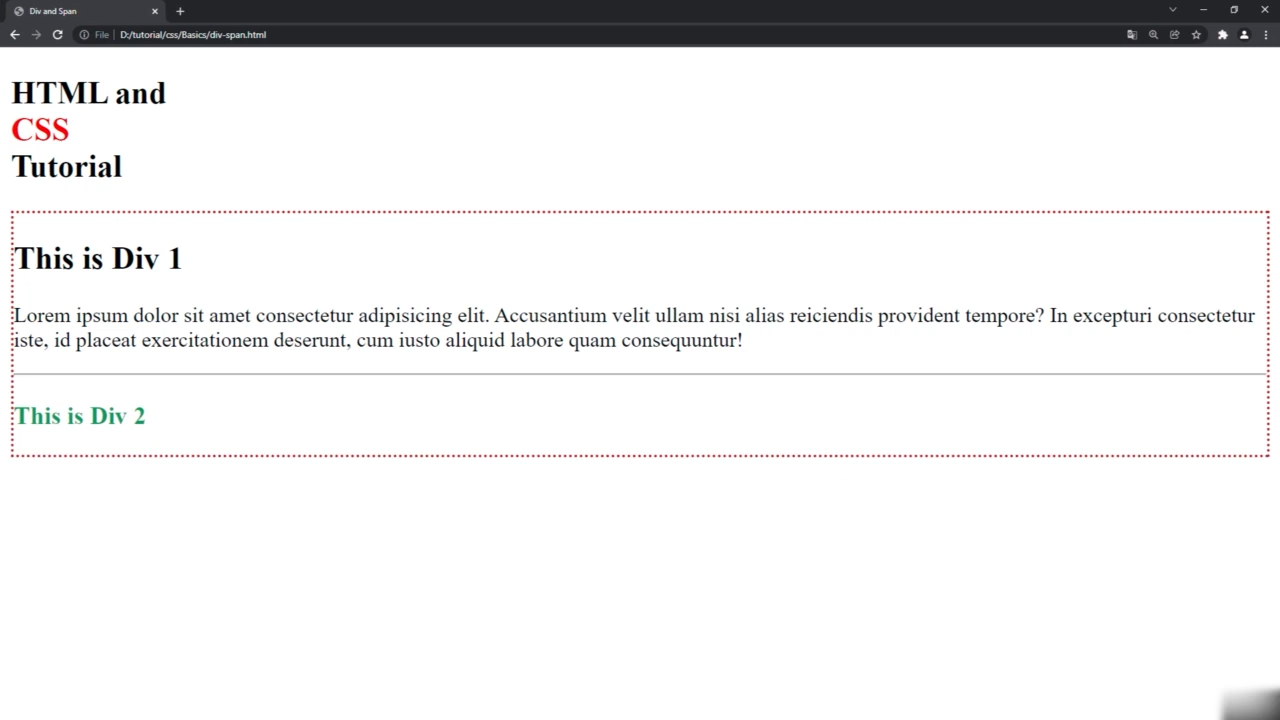 Div and Span
File
D:/tutorial/css/Basics/div-span.html
HTML and
CSS
Tutorial
This is Div 1
Lorem ipsum dolor sit amet consectetur adipisicing elit. Accusantium velit ullam nisi alias reiciendis provident tempore? In excepturi consectetur
iste, id placeat exercitationem deserunt, cum iusto aliquid labore quam consequuntur!
This is Div 2